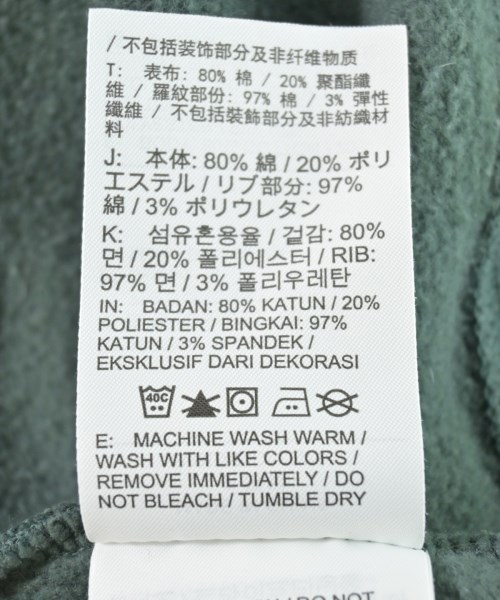 / 不包括装饰部分及非纤维物质
T: 表布: 80% 棉 / 20% 聚酯纖
維 / 羅紋部份: 97% 棉 / 3% 彈性
纖維 / 不包括裝飾部分及非紡織材
料
J: 本体: 80% 綿 / 20% ポリ
エステル / リブ部分: 97%
綿 / 3% ポリウレタン
K: 섬유혼용율 / 겉감: 80%
면 / 20% 폴리에스터 / RIB:
97% 면 / 3% 폴리우레탄
IN: BADAN: 80% KATUN / 20%
POLIESTER / BINGKAI: 97%
KATUN / 3% SPANDEK /
EKSKLUSIF DARI DEKORASI
40C
E: MACHINE WASH WARM /
WASH WITH LIKE COLORS /
REMOVE IMMEDIATELY / DO
NOT BLEACH / TUMBLE DRY
/ DO NOT